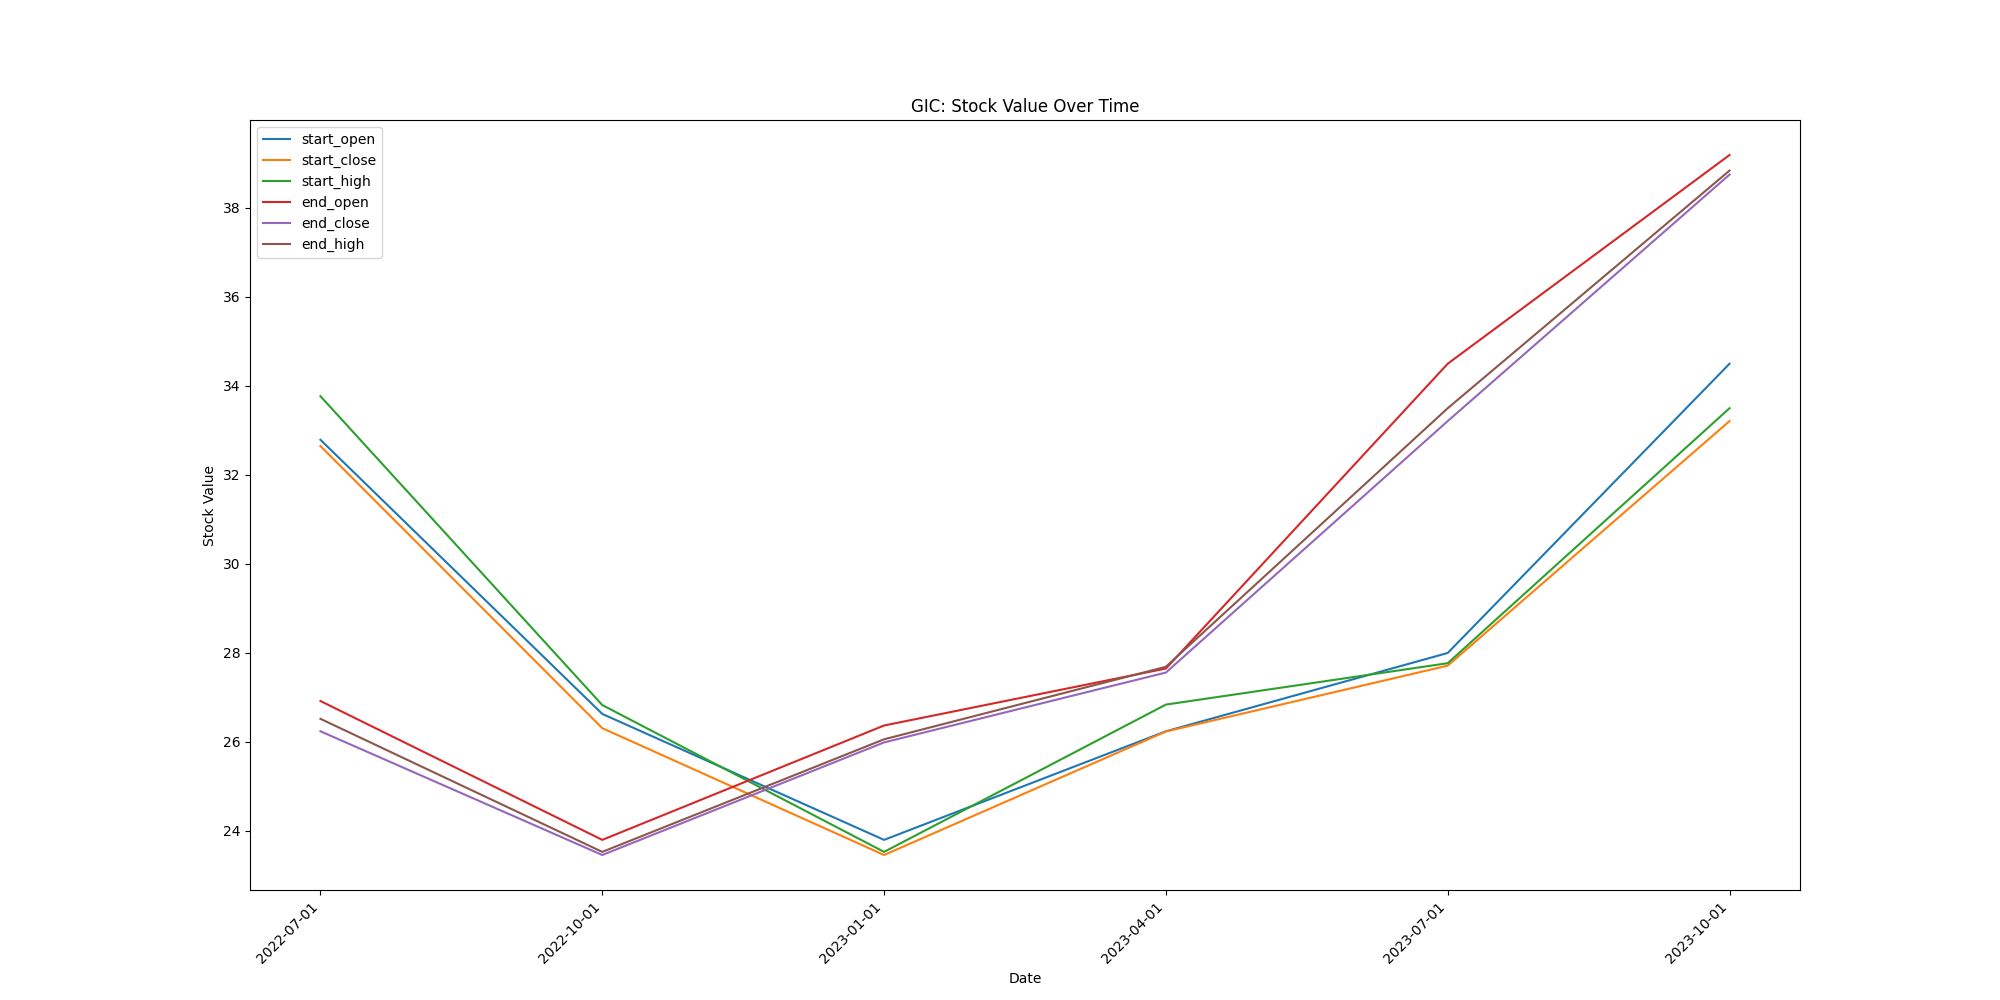 GIC: Stock Value Over Time
start_open
start_close
start_high
end_open
end_close
end_high
38
36
34
32
30
28
26
24
Stock Value
2022-07-01
2022-10-01
2023-01-01
2023-04-01
2023-07-01
2023-10-01
Date